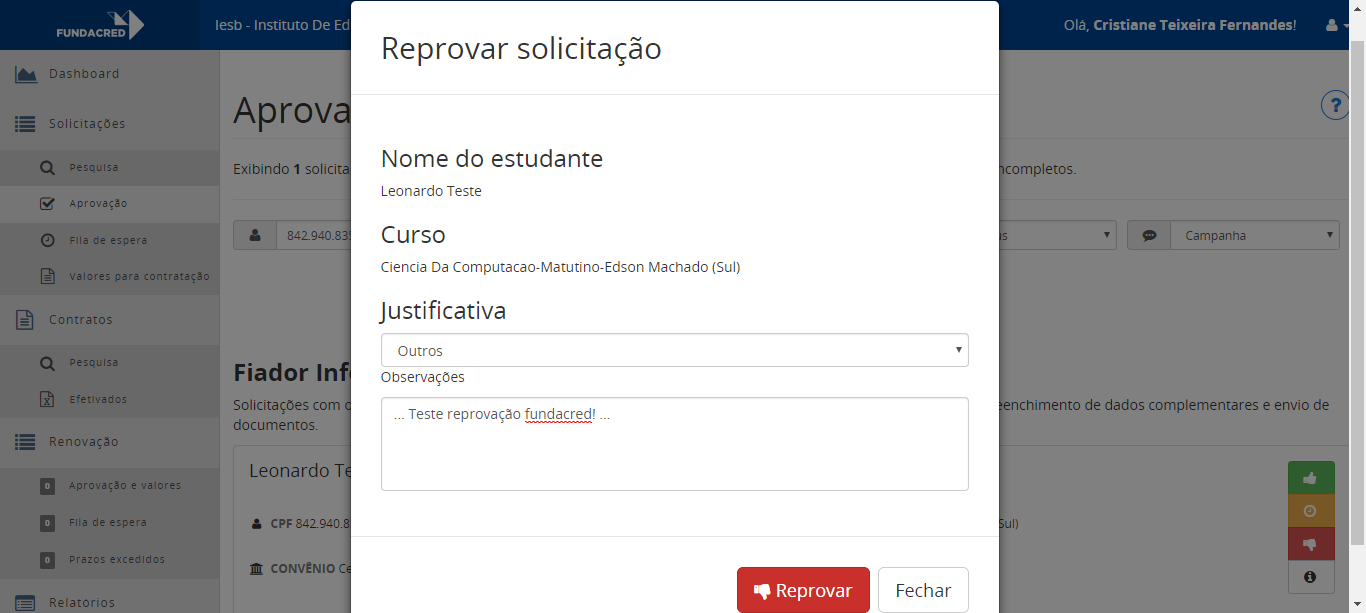 FUNDACRED
Iesb - Instituto De Ed
Olá, Cristiane Teixeira Fernandes!
Dashboard
Solicitações
Pesquisa
Aprovação
Fila de espera
Valores para contratação
Contratos
Pesquisa
Efetivados
Renovação
0 Aprovação e valores
0 Fila de espera
0 Prazos excedidos
Relatórios
Aprova
?
Exibindo 1 solicita
ncompletos.
842.940.835
us
Campanha
Fiador Info
Solicitações com o
eenchimento de dados complementares e envio de
documentos.
Leonardo Te
CPF 842.940.8
Sul)
CONVÊNIO Ce
Reprovar solicitação
Nome do estudante
Leonardo Teste
Curso
Ciencia Da Computacao-Matutino-Edson Machado (Sul)
Justificativa
Outros
Observações
... Teste reprovação fundacred! ...
Reprovar
Fechar